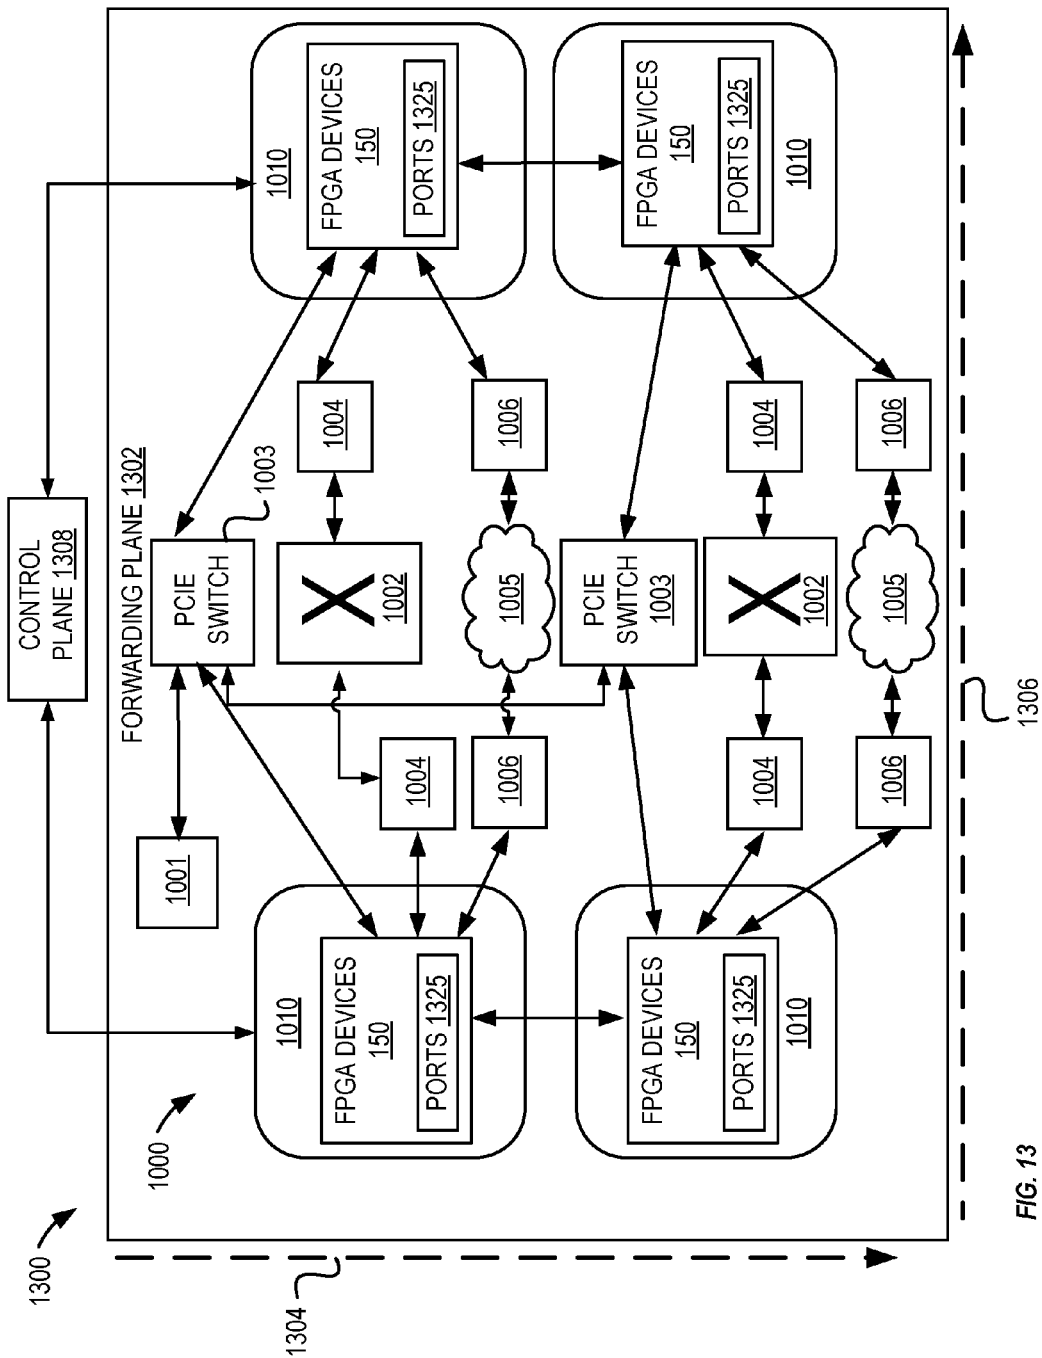 1300
CONTROL
PLANE 1308
FORWARDING PLANE 1302
1000
1001
PCIE
SWITCH
1003
1304
1010
FPGA DEVICES
150
PORTS 1325
1004
1002
1004
1010
FPGA DEVICES
150
PORTS 1325
1006
1005
1006
PCIE
SWITCH
1003
FPGA DEVICES
150
PORTS 1325
1010
1004
1002
1004
FPGA DEVICES
150
PORTS 1325
1010
1006
1005
1006
1306
FIG. 13